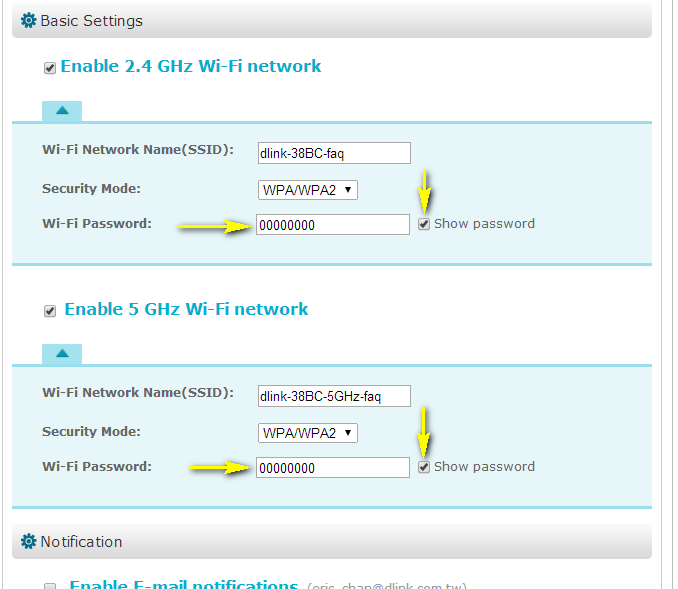 Basic Settings
Enable 2.4 GHz Wi-Fi network
Wi-Fi Network Name(SSID): dlink-38BC-faq
Security Mode: WPA/WPA2
Wi-Fi Password: 00000000 Show password
Enable 5 GHz Wi-Fi network
Wi-Fi Network Name(SSID): dlink-38BC-5GHz-faq
Security Mode: WPA/WPA2
Wi-Fi Password: 00000000 Show password
Notification
Enable E-mail notifications (eric_chan@dlink.com.tw)